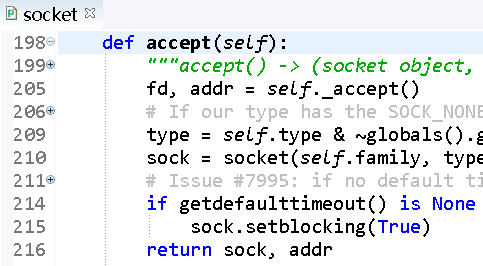 socket
198 def accept(self):
199 """accept() -> (socket object,
205 fd, addr = self._accept()
206 # If our type has the SOCK_NONE
209 type = self.type & ~globals().g
210 sock = socket(self.family, type
211 # Issue #7995: if no default ti
214 if getdefaulttimeout() is None
215 sock.setblocking(True)
216 return sock, addr